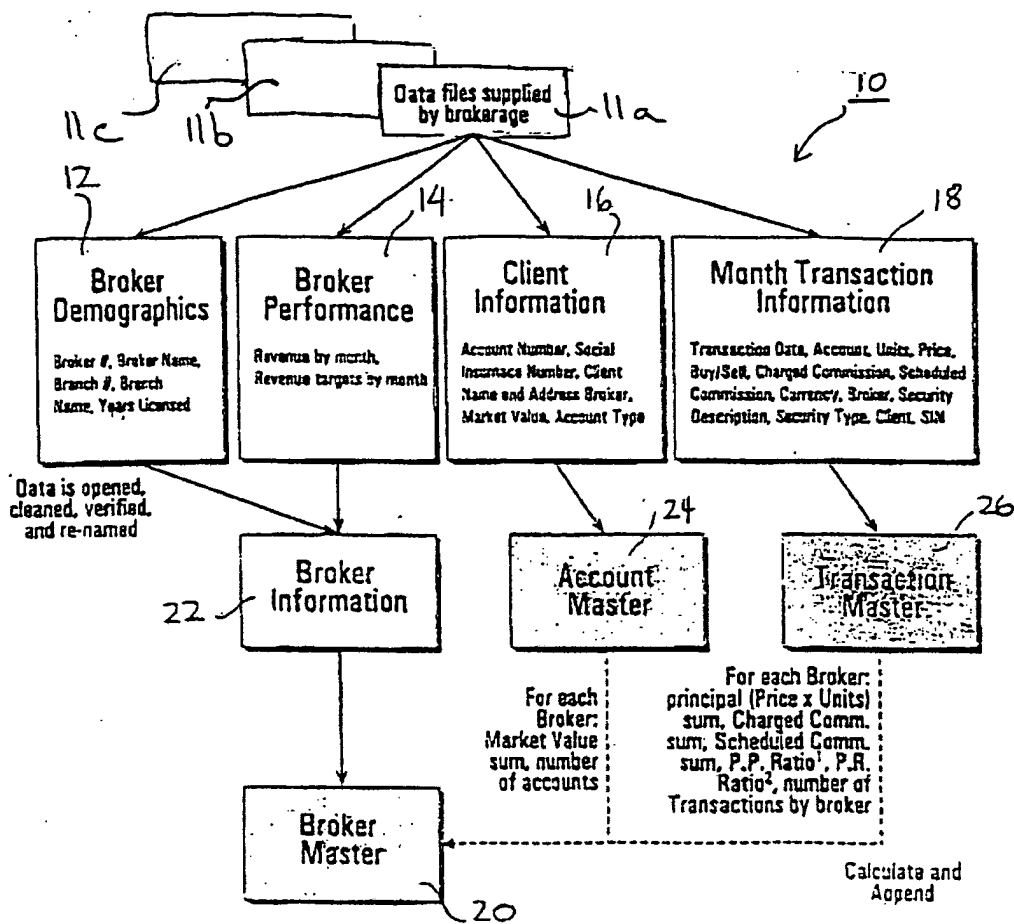 11c
11b
Data files supplied
by brokerage
11a
10
12
14
16
18
Broker
Demographics
Broker #, Broker Name,
Branch #, Branch
Name, Years Licensed
Broker
Performance
Revenue by month,
Revenue targets by month
Client
Information
Account Number, Social
Insurnace Number, Client
Name and Address Broker,
Market Value, Account Type
Month Transaction
Information
Transaction Data, Account, Units, Price,
Buy/Sell, Charged Commission, Scheduled
Commission, Currency, Broker, Security
Description, Security Type, Client, SIN
Data is opened,
cleaned, verified,
and re-named
22
Broker
Information
24
Account
Master
26
Transaction
Master
For each
Broker:
Market Value
sum, number
of accounts
For each Broker:
principal (Price x Units)
sum, Charged Comm.
sum, Scheduled Comm.
sum, P.P. Ratio¹, P.R.
Ratio², number of
Transactions by broker
Broker
Master
20
Calculate and
Append